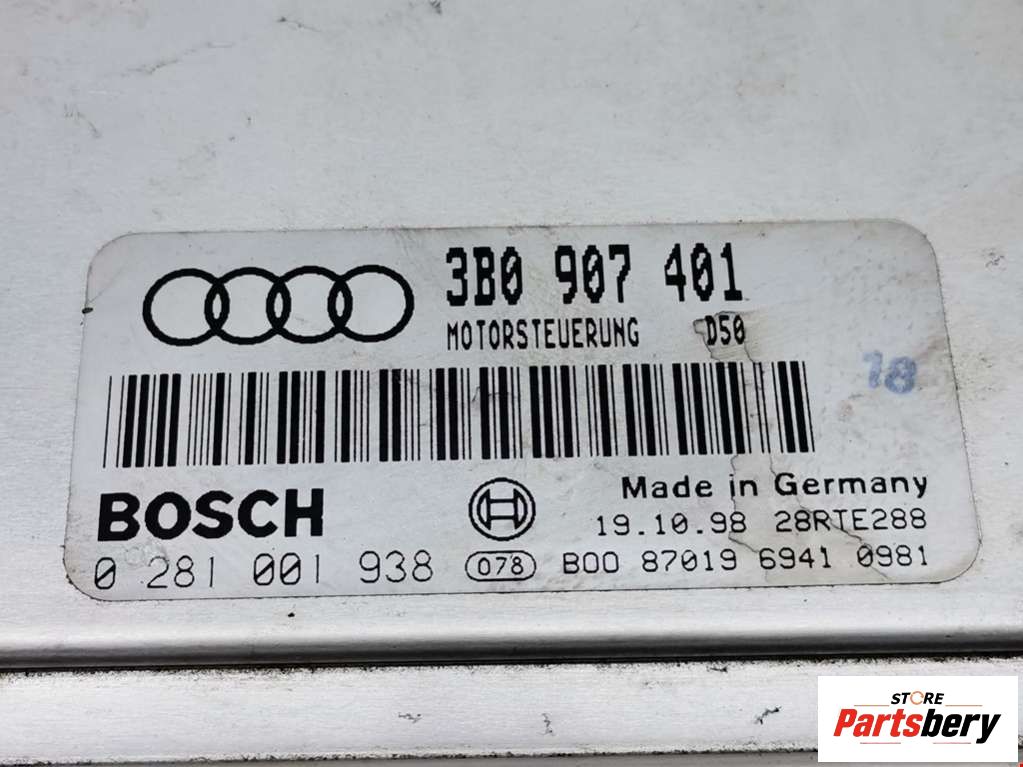 3B0 907 401
MOTORSTEUERUNG D50
18
BOSCH
Made in Germany
19.10.98 28RTE288
0 281 001 938 078 B00 87019 6941 0981
STORE
Partsbery